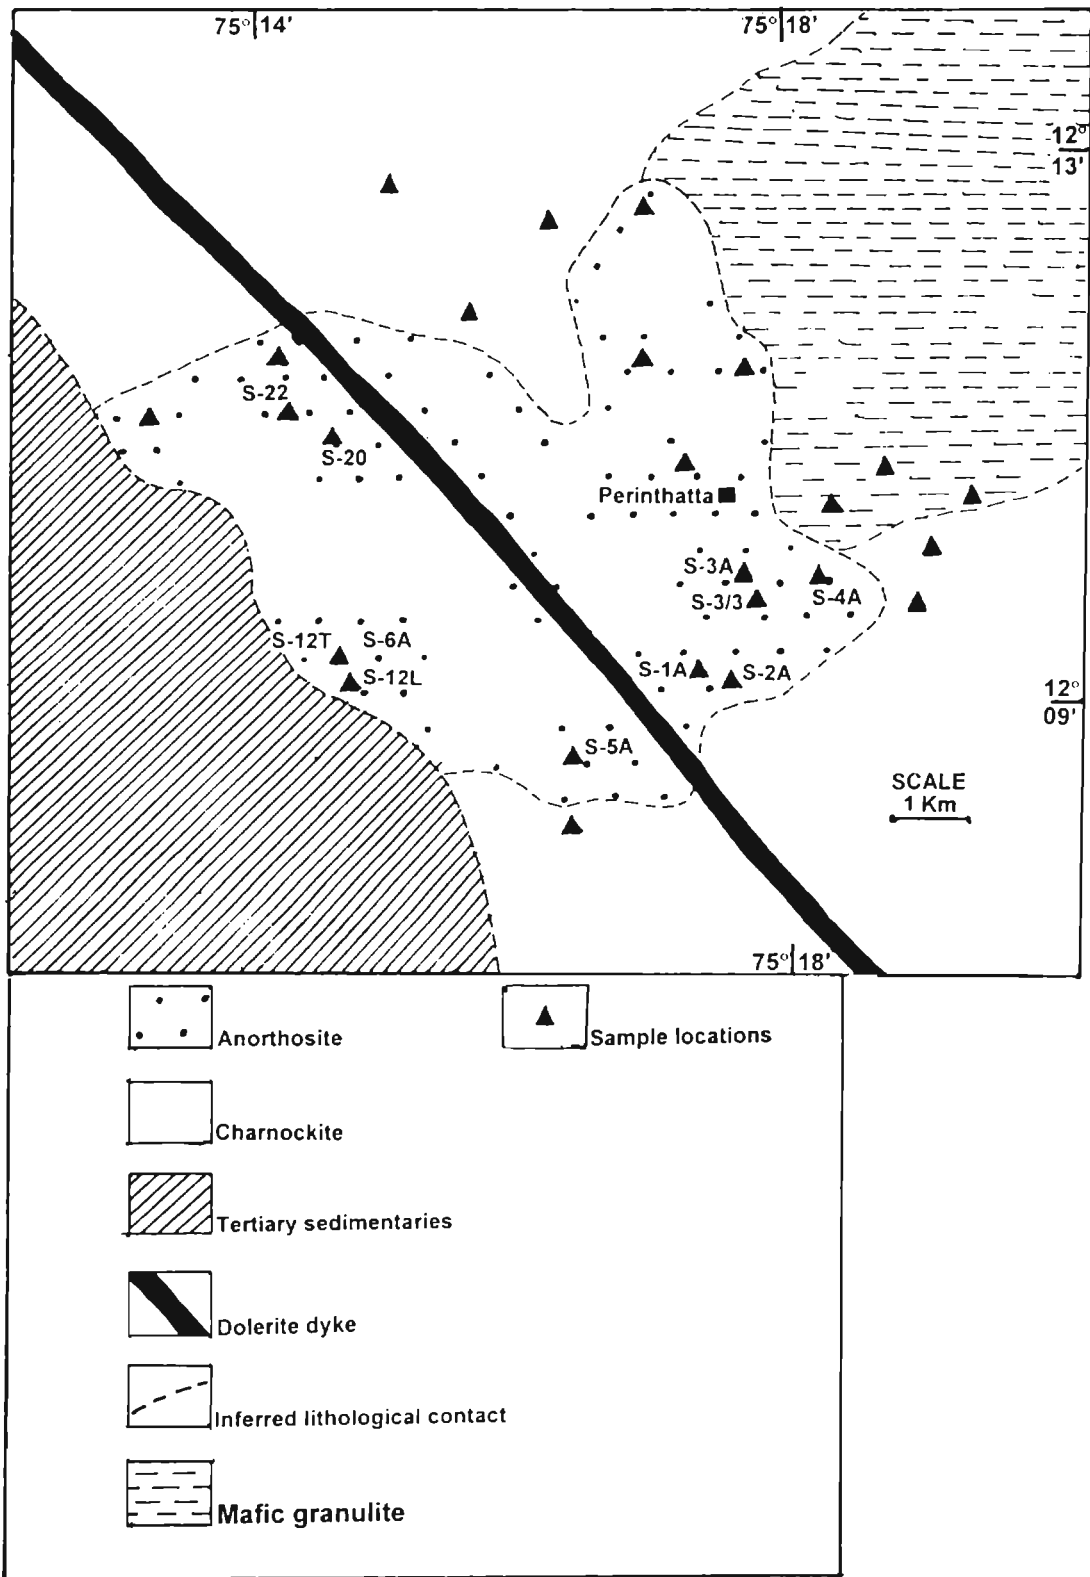 75° 14'
75° 18'
12°
13'
S-22
S-20
Perinthatta
S-3A
S-3/3
S-4A
S-12T
S-6A
S-12L
S-1A
S-2A
12°
09'
S-5A
SCALE
1 Km
75° 18'
Anorthosite
Sample locations
Charnockite
Tertiary sedimentaries
Dolerite dyke
Inferred lithological contact
Mafic granulite